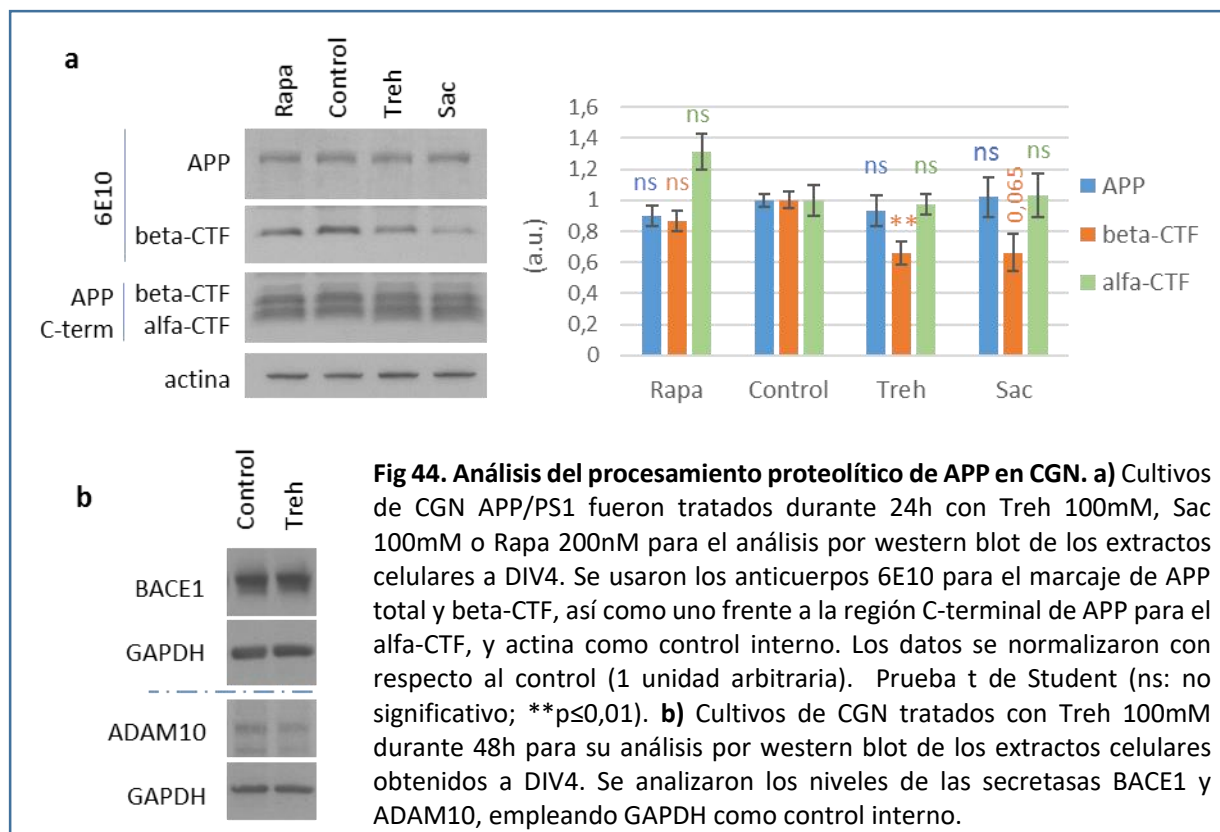 a
Rapa
Control
Treh
Sac
6E10
APP
beta-CTF
APP
C-term
beta-CTF
alfa-CTF
actina
(a.u.)
1,6
1,4
1,2
1
0,8
0,6
0,4
0,2
0
ns
ns
ns
ns
**
ns
ns
0,065
ns
Rapa
Control
Treh
Sac
APP
beta-CTF
alfa-CTF
b
Control
Treh
BACE1
GAPDH
ADAM10
GAPDH
Fig 44. Análisis del procesamiento proteolítico de APP en CGN. a) Cultivos
de CGN APP/PS1 fueron tratados durante 24h con Treh 100mM, Sac
100mM o Rapa 200nM para el análisis por western blot de los extractos
celulares a DIV4. Se usaron los anticuerpos 6E10 para el marcaje de APP
total y beta-CTF, así como uno frente a la región C-terminal de APP para el
alfa-CTF, y actina como control interno. Los datos se normalizaron con
respecto al control (1 unidad arbitraria). Prueba t de Student (ns: no
significativo; **p≤0,01). b) Cultivos de CGN tratados con Treh 100mM
durante 48h para su análisis por western blot de los extractos celulares
obtenidos a DIV4. Se analizaron los niveles de las secretasas BACE1 y
ADAM10, empleando GAPDH como control interno.